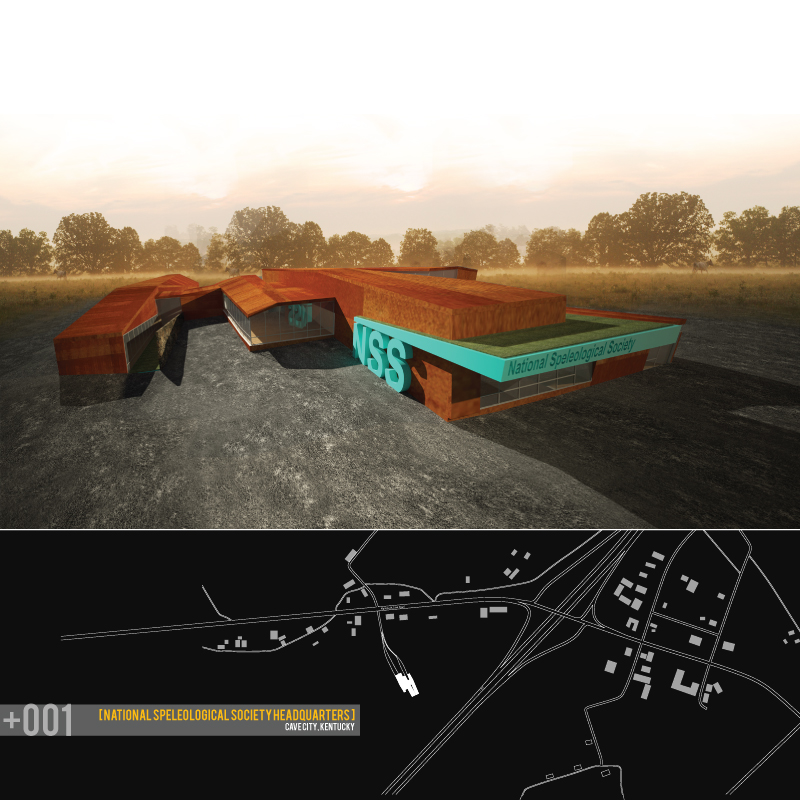 NSS
National Speleological Society
+001
[NATIONAL SPELEOLOGICAL SOCIETY HEADQUARTERS]
CAVE CITY, KENTUCKY